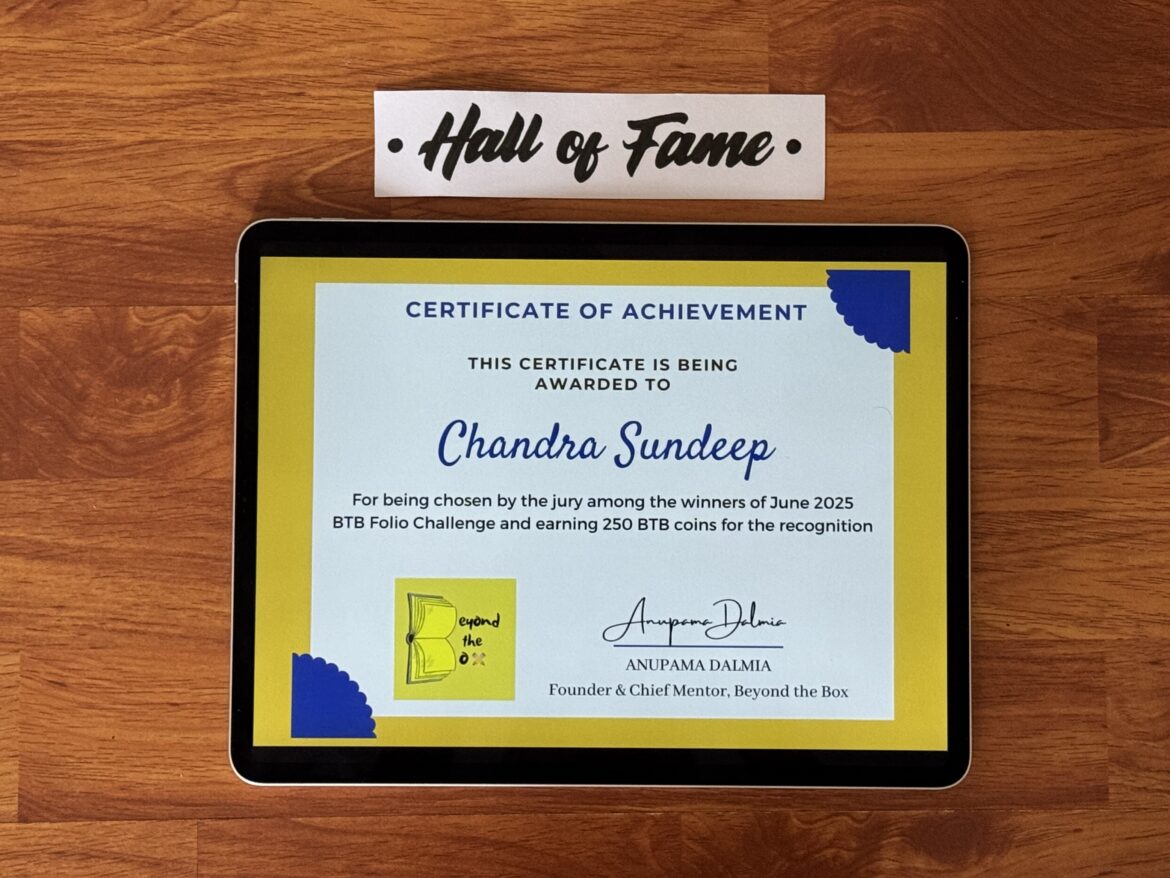 • Hall of Fame •
CERTIFICATE OF ACHIEVEMENT
THIS CERTIFICATE IS BEING
AWARDED TO
Chandra Sundeep
For being chosen by the jury among the winners of June 2025
BTB Folio Challenge and earning 250 BTB coins for the recognition
eyond
the
ox
Anupama Dalmia
ANUPAMA DALMIA
Founder & Chief Mentor, Beyond the Box